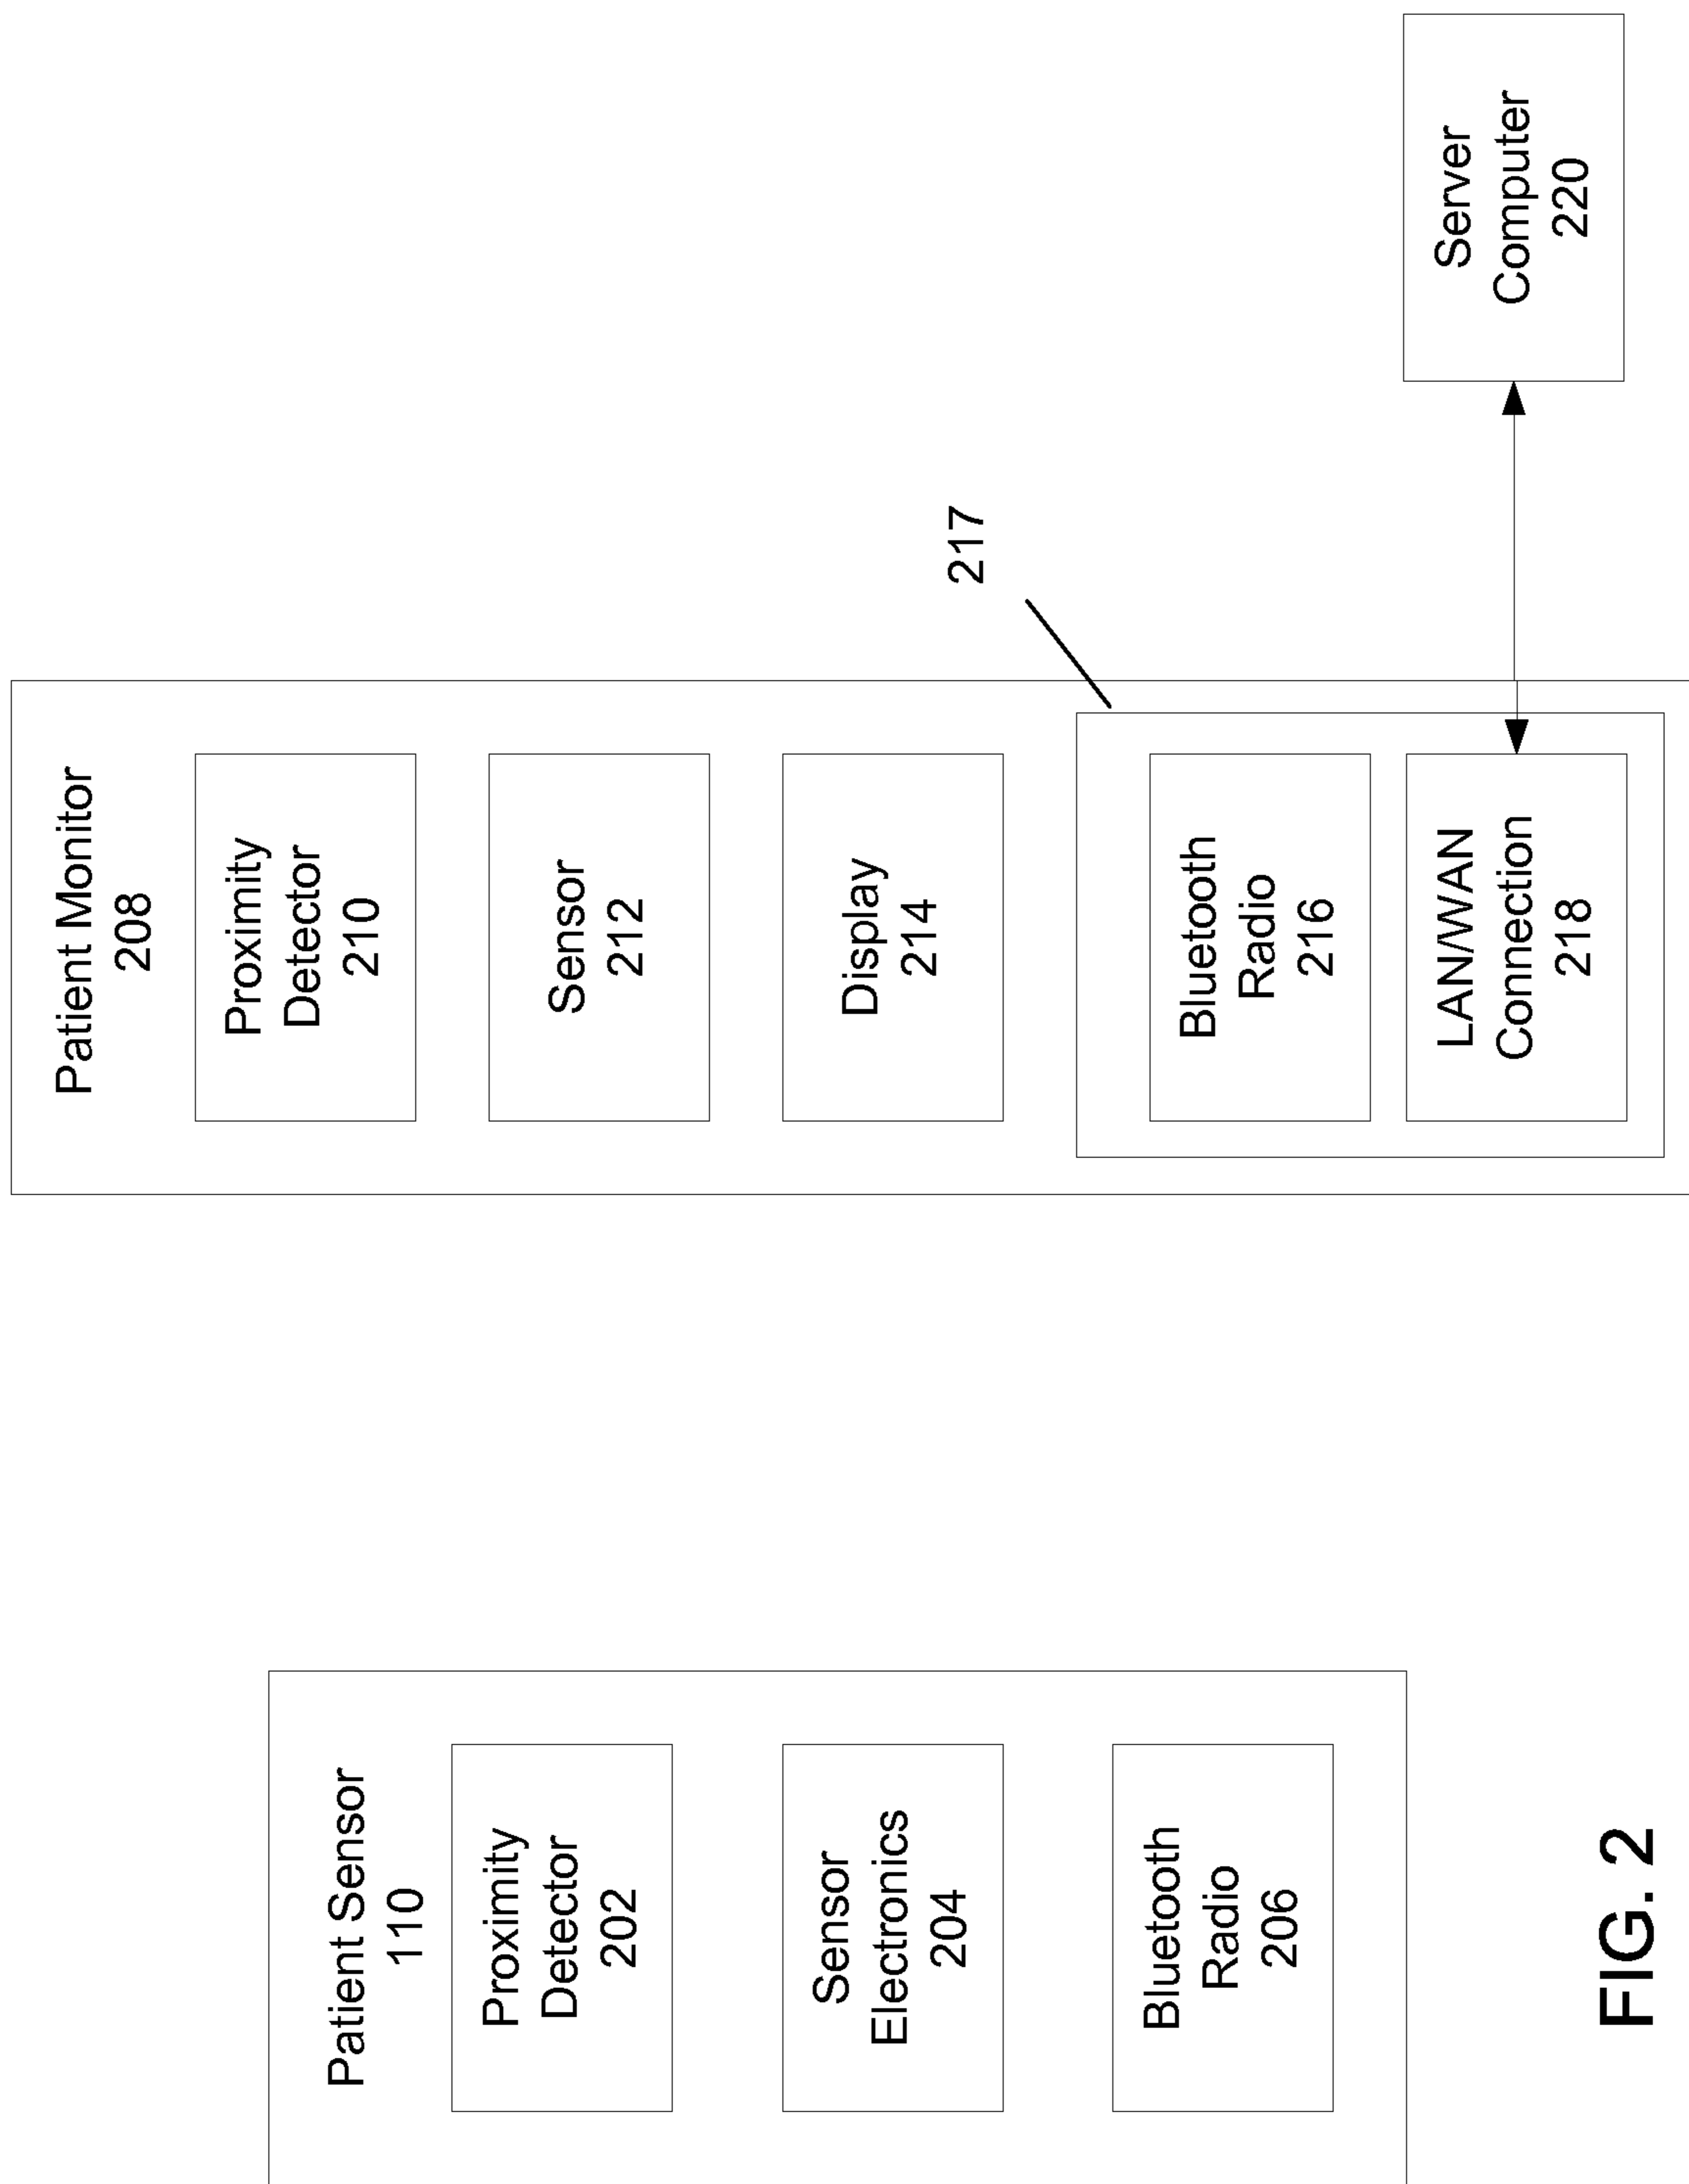 Patient Sensor
110
Proximity
Detector
202
Sensor
Electronics
204
Bluetooth
Radio
206
Patient Monitor
208
Proximity
Detector
210
Sensor
212
Display
214
217
Bluetooth
Radio
216
LAN/WAN
Connection
218
Server
Computer
220
FIG. 2